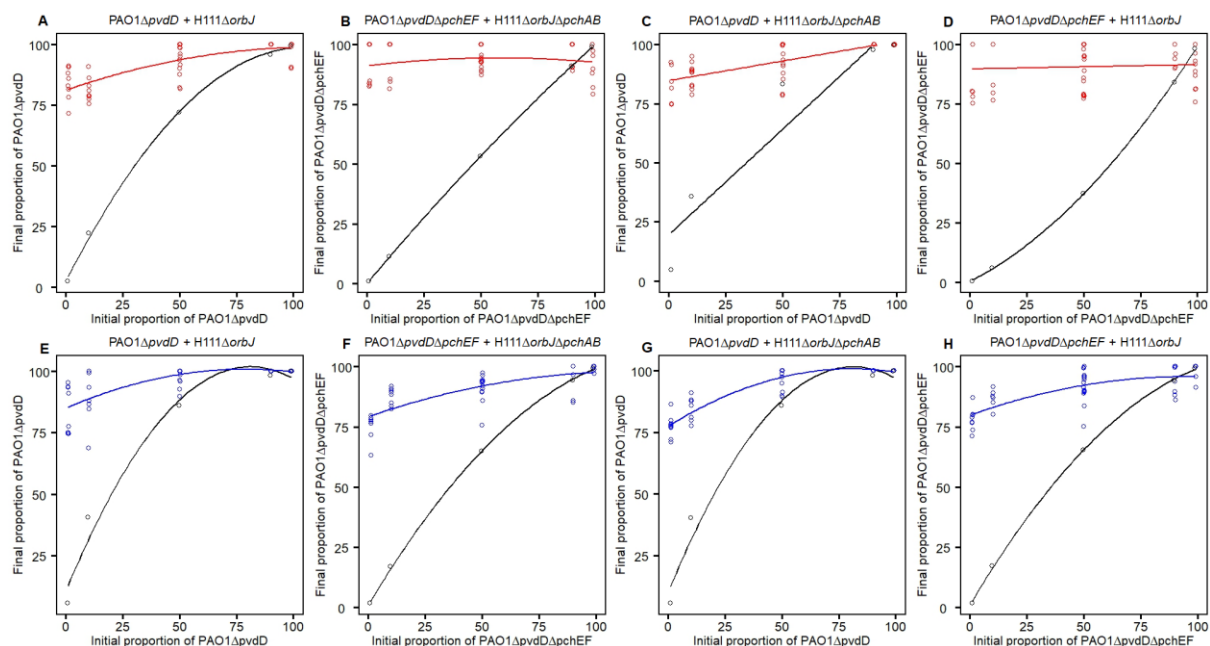 A PAO1ΔpvdD + H111ΔorbJ
Final proportion of PAO1ΔpvdD
100
75
50
25
0
0 25 50 75 100
Initial proportion of PAO1ΔpvdD
B PAO1ΔpvdDΔpchEF + H111ΔorbJΔpchAB
Final proportion of PAO1ΔpvdDΔpchEF
100
75
50
25
0
0 25 50 75 100
Initial proportion of PAO1ΔpvdDΔpchEF
C PAO1ΔpvdD + H111ΔorbJΔpchAB
Final proportion of PAO1ΔpvdD
100
75
50
25
0
0 25 50 75 100
Initial proportion of PAO1ΔpvdD
D PAO1ΔpvdDΔpchEF + H111ΔorbJ
Final proportion of PAO1ΔpvdDΔpchEF
100
75
50
25
0
0 25 50 75 100
Initial proportion of PAO1ΔpvdDΔpchEF
E PAO1ΔpvdD + H111ΔorbJ
Final proportion of PAO1ΔpvdD
100
75
50
25
0 25 50 75 100
Initial proportion of PAO1ΔpvdD
F PAO1ΔpvdDΔpchEF + H111ΔorbJΔpchAB
Final proportion of PAO1ΔpvdDΔpchEF
100
75
50
25
0
0 25 50 75 100
Initial proportion of PAO1ΔpvdDΔpchEF
G PAO1ΔpvdD + H111ΔorbJΔpchAB
Final proportion of PAO1ΔpvdD
100
75
50
25
0 25 50 75 100
Initial proportion of PAO1ΔpvdD
H PAO1ΔpvdDΔpchEF + H111ΔorbJ
Final proportion of PAO1ΔpvdDΔpchEF
100
75
50
25
0
0 25 50 75 100
Initial proportion of PAO1ΔpvdDΔpchEF